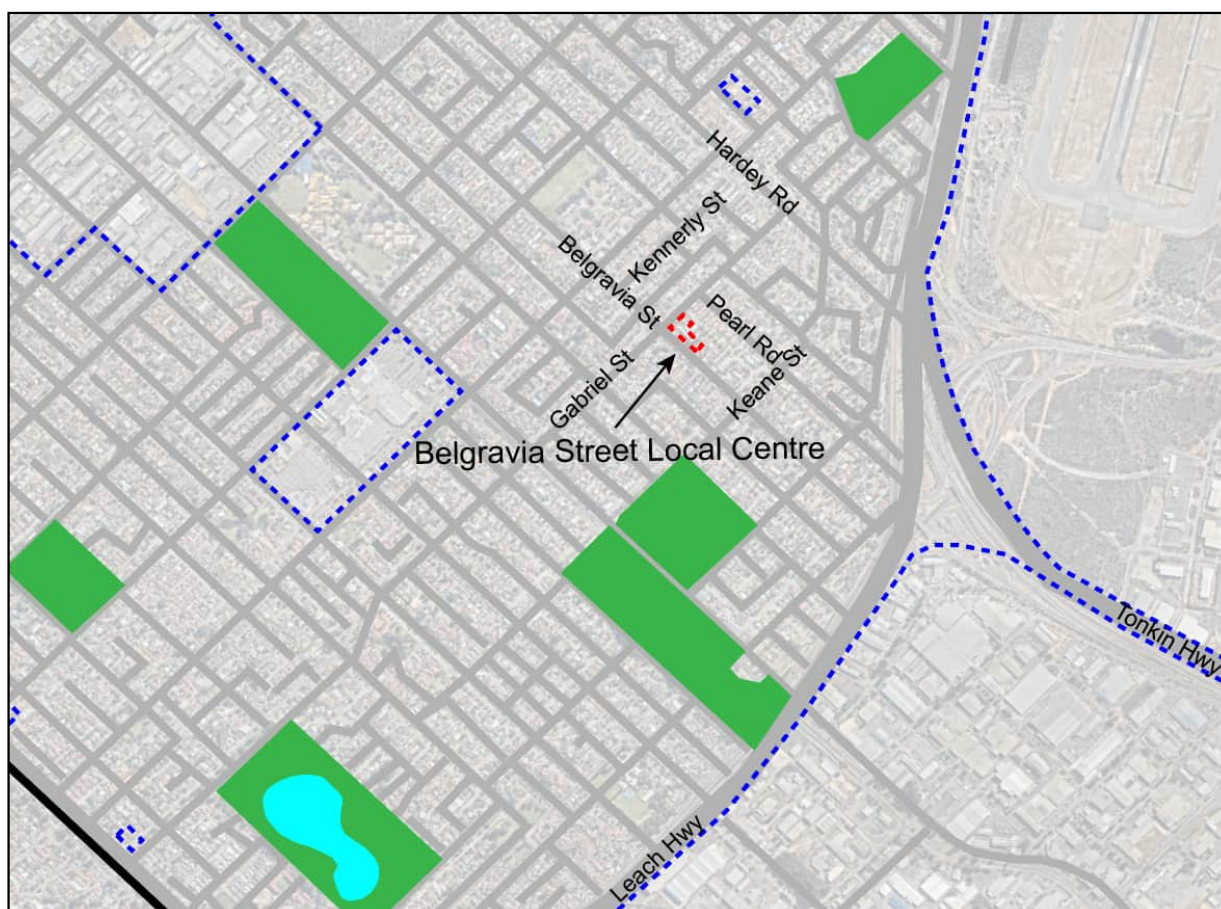 Hardey Rd
Kennerly St
Belgravia St
Pearl Rd
Gabriel St
Keane St
Belgravia Street Local Centre
Tonkin Hwy
Leach Hwy